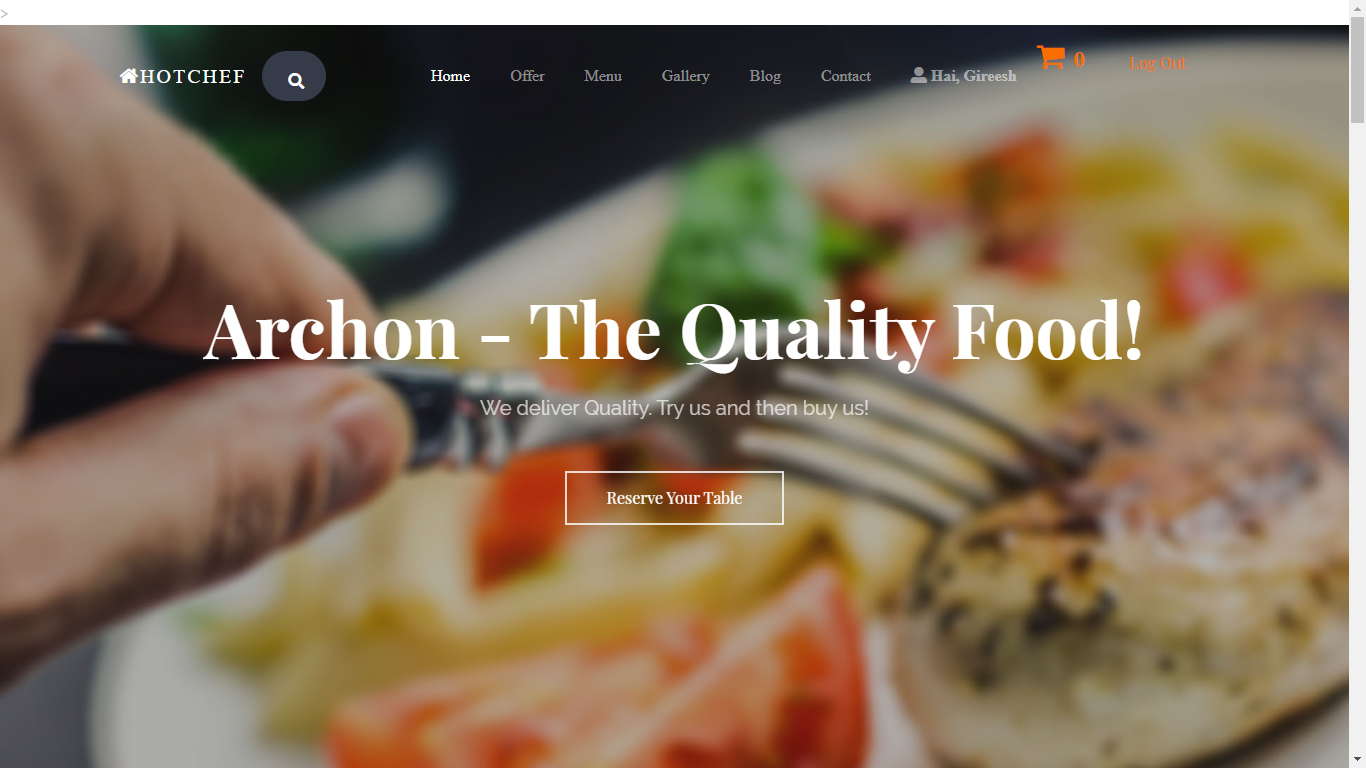 >
HOTCHEF Home Offer Menu Gallery Blog Contact Hai, Gireesh 0 Log Out
Archon - The Quality Food!
We deliver Quality. Try us and then buy us!
Reserve Your Table